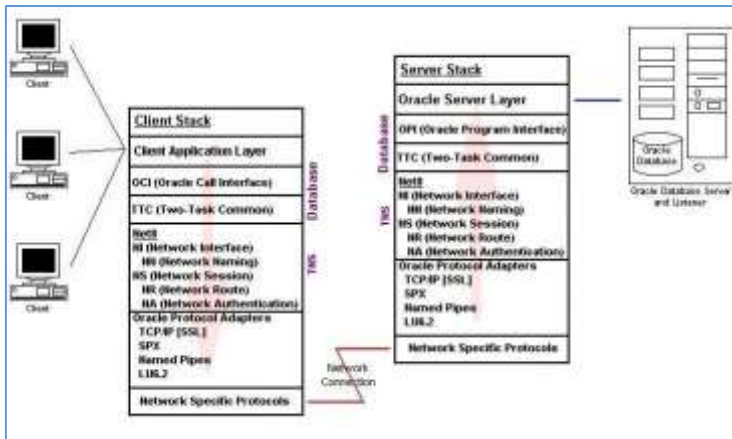 Client
Client
Client
Client Stack
Client Application Layer
OCI (Oracle Call Interface)
TTC (Two-Task Common)
Net8
NI (Network Interface)
NN (Network Naming)
NS (Network Session)
NR (Network Route)
NA (Network Authentication)
Oracle Protocol Adapters
TCP/IP [SSL]
SPX
Named Pipes
LU6.2
Network Specific Protocols
Database
TNS
Network
Connection
Server Stack
Oracle Server Layer
OPI (Oracle Program Interface)
TTC (Two-Task Common)
Net8
NI (Network Interface)
NN (Network Naming)
NS (Network Session)
NR (Network Route)
NA (Network Authentication)
Oracle Protocol Adapters
TCP/IP [SSL]
SPX
Named Pipes
LU6.2
Network Specific Protocols
Database
TNS
Oracle
Database
Oracle Database Server
and Listener